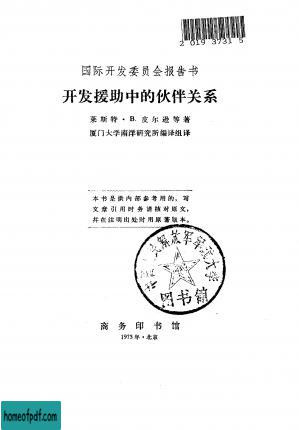 2 019 3731 5
国际开发委员会报告书
开发援助中的伙伴关系
莱斯特·B.皮尔逊等著
厦门大学南洋研究所编译组译
本书是供内部参考用的，写
文章引用时务请核对原文，
并在注明出处时用原著版本。
图书馆
商务印书馆
1975年·北京
homeofpdf.com